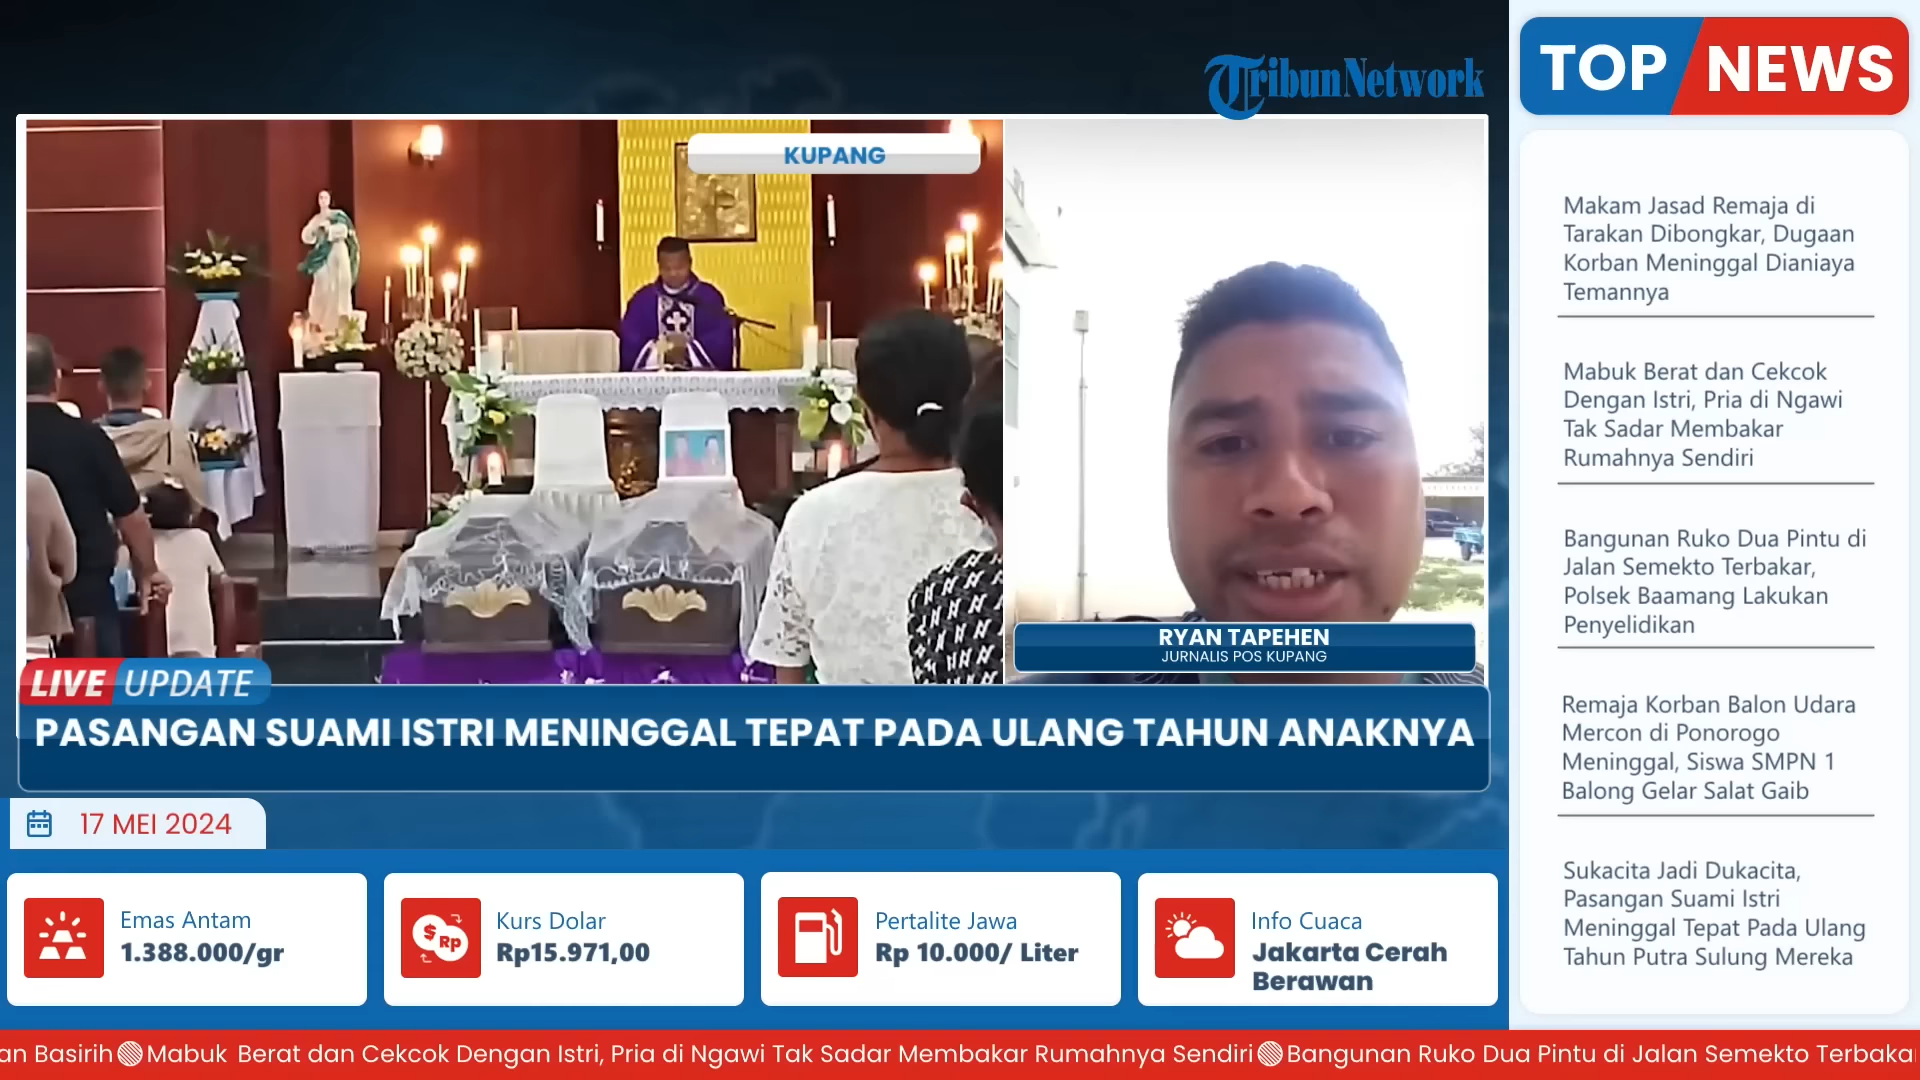 TribunNetwork
TOP NEWS
KUPANG
RYAN TAPEHEN
JURNALIS POS KUPANG
LIVE UPDATE
PASANGAN SUAMI ISTRI MENINGGAL TEPAT PADA ULANG TAHUN ANAKNYA
17 MEI 2024
Emas Antam
1.388.000/gr
Kurs Dolar
Rp15.971,00
Pertalite Jawa
Rp 10.000/ Liter
Info Cuaca
Jakarta Cerah
Berawan
Makam Jasad Remaja di
Tarakan Dibongkar, Dugaan
Korban Meninggal Dianiaya
Temannya
Mabuk Berat dan Cekcok
Dengan Istri, Pria di Ngawi
Tak Sadar Membakar
Rumahnya Sendiri
Bangunan Ruko Dua Pintu di
Jalan Semekto Terbakar,
Polsek Baamang Lakukan
Penyelidikan
Remaja Korban Balon Udara
Mercon di Ponorogo
Meninggal, Siswa SMPN 1
Balong Gelar Salat Gaib
Sukacita Jadi Dukacita,
Pasangan Suami Istri
Meninggal Tepat Pada Ulang
Tahun Putra Sulung Mereka
an Basirih Mabuk Berat dan Cekcok Dengan Istri, Pria di Ngawi Tak Sadar Membakar Rumahnya Sendiri Bangunan Ruko Dua Pintu di Jalan Semekto Terbaka